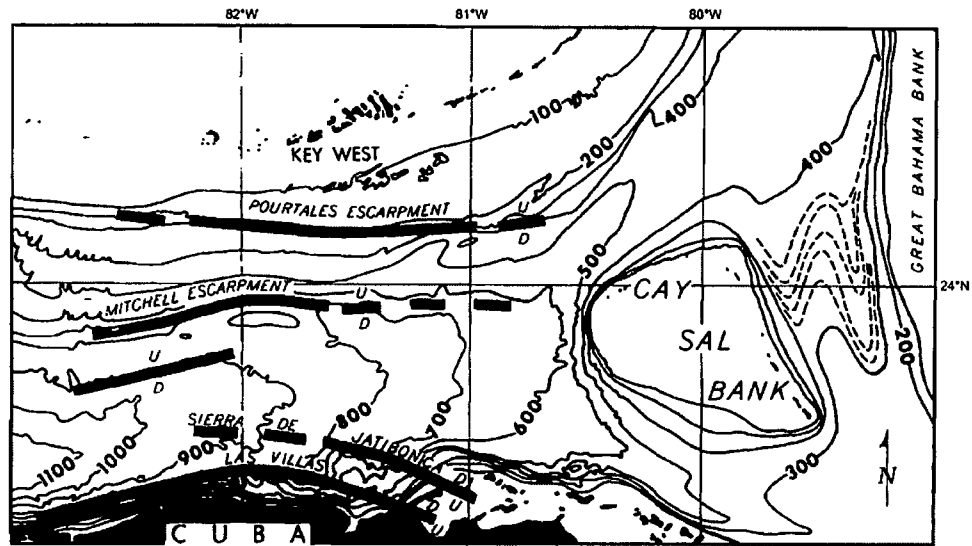 82°W 81°W 80°W
GREAT BAHAMA BANK
100
L400
KEY WEST
200
400
U
POURTALES ESCARPMENT
D
500
24°N
CAY
MITCHELL ESCARPMENT
U
D
200
SAL
U
D
BANK
SIERRA DE JATIBONICA
800
700
600
LAS VILLAS
900
1000
1100
300
D
U
D
U
N
CUBA